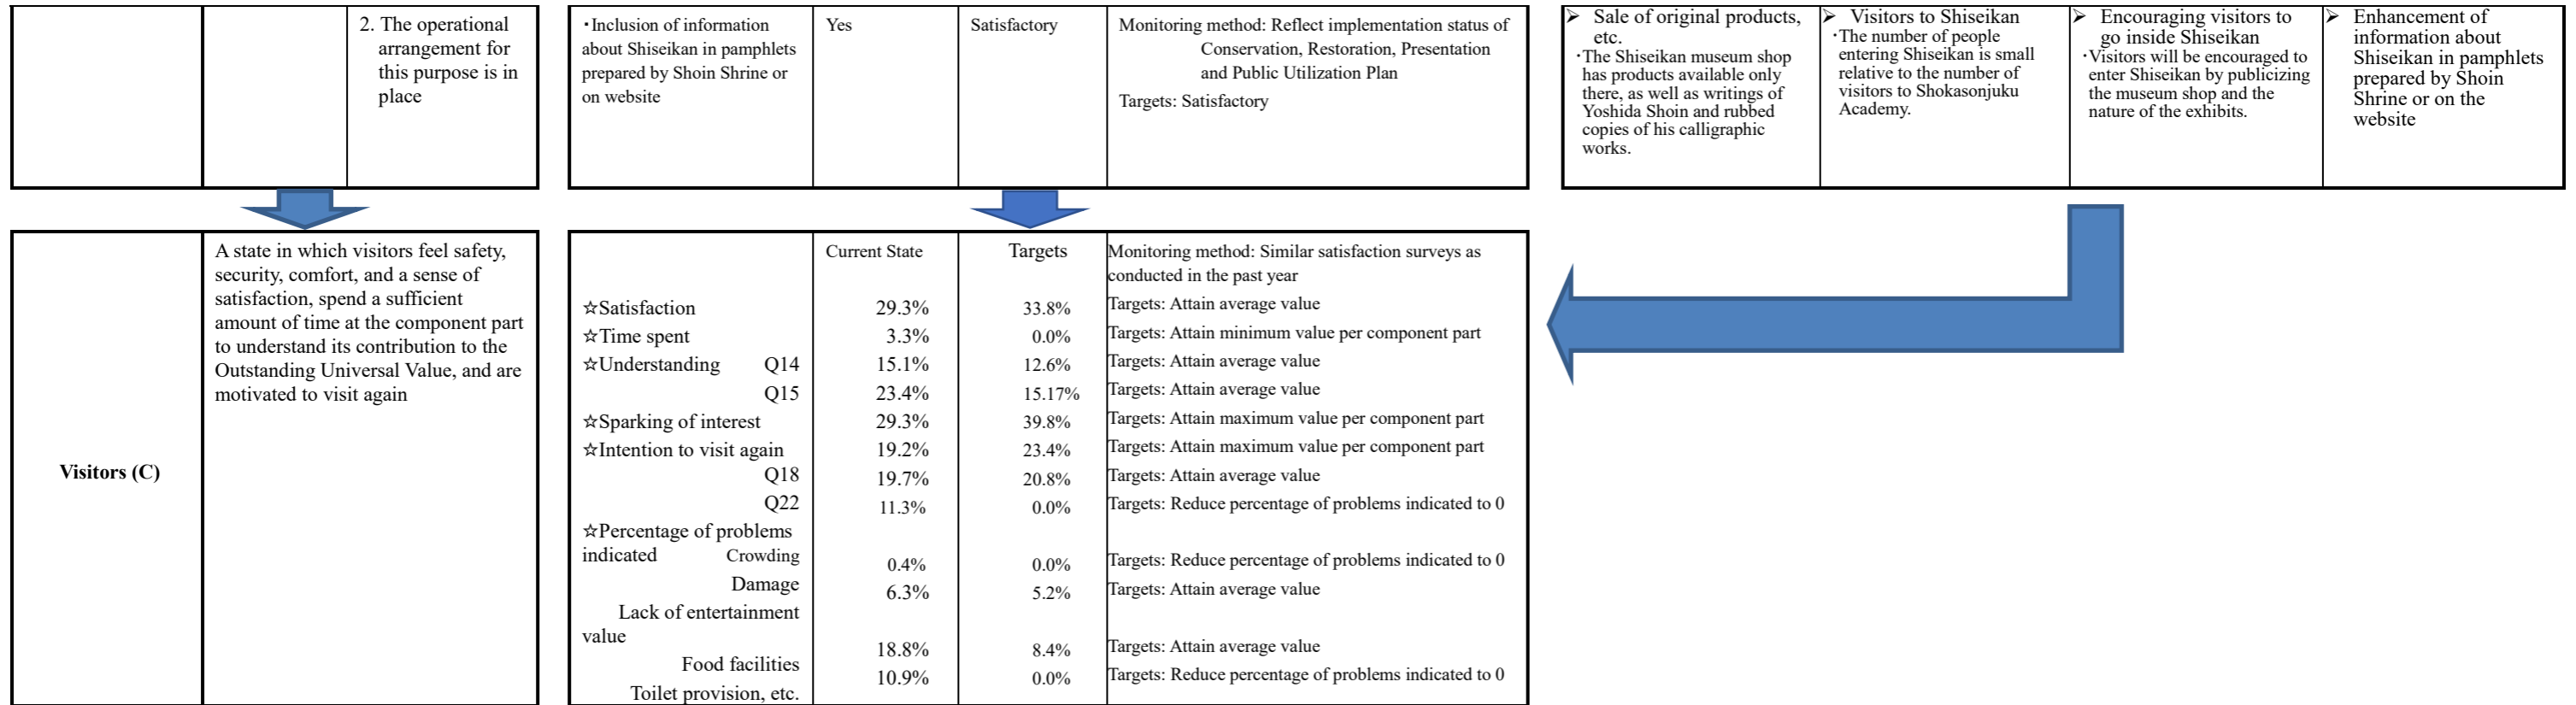 2. The operational
arrangement for
this purpose is in
place
・Inclusion of information
about Shiseikan in pamphlets
prepared by Shoin Shrine or
on website
Yes
Satisfactory
Monitoring method: Reflect implementation status of
Conservation, Restoration, Presentation
and Public Utilization Plan
Targets: Satisfactory
➢ Sale of original products,
etc.
・The Shiseikan museum shop
has products available only
there, as well as writings of
Yoshida Shoin and rubbed
copies of his calligraphic
works.
➢ Visitors to Shiseikan
・The number of people
entering Shiseikan is small
relative to the number of
visitors to Shokasonjuku
Academy.
➢ Encouraging visitors to
go inside Shiseikan
・Visitors will be encouraged to
enter Shiseikan by publicizing
the museum shop and the
nature of the exhibits.
➢ Enhancement of
information about
Shiseikan in pamphlets
prepared by Shoin
Shrine or on the
website
Visitors (C)
A state in which visitors feel safety,
security, comfort, and a sense of
satisfaction, spend a sufficient
amount of time at the component part
to understand its contribution to the
Outstanding Universal Value, and are
motivated to visit again
☆Satisfaction
☆Time spent
☆Understanding Q14
Q15
☆Sparking of interest
☆Intention to visit again
Q18
Q22
☆Percentage of problems
indicated Crowding
Damage
Lack of entertainment
value
Food facilities
Toilet provision, etc.
Current State
29.3%
3.3%
15.1%
23.4%
29.3%
19.2%
19.7%
11.3%
0.4%
6.3%
18.8%
10.9%
Targets
33.8%
0.0%
12.6%
15.17%
39.8%
23.4%
20.8%
0.0%
0.0%
5.2%
8.4%
0.0%
Monitoring method: Similar satisfaction surveys as
conducted in the past year
Targets: Attain average value
Targets: Attain minimum value per component part
Targets: Attain average value
Targets: Attain average value
Targets: Attain maximum value per component part
Targets: Attain maximum value per component part
Targets: Attain average value
Targets: Reduce percentage of problems indicated to 0
Targets: Reduce percentage of problems indicated to 0
Targets: Attain average value
Targets: Attain average value
Targets: Reduce percentage of problems indicated to 0